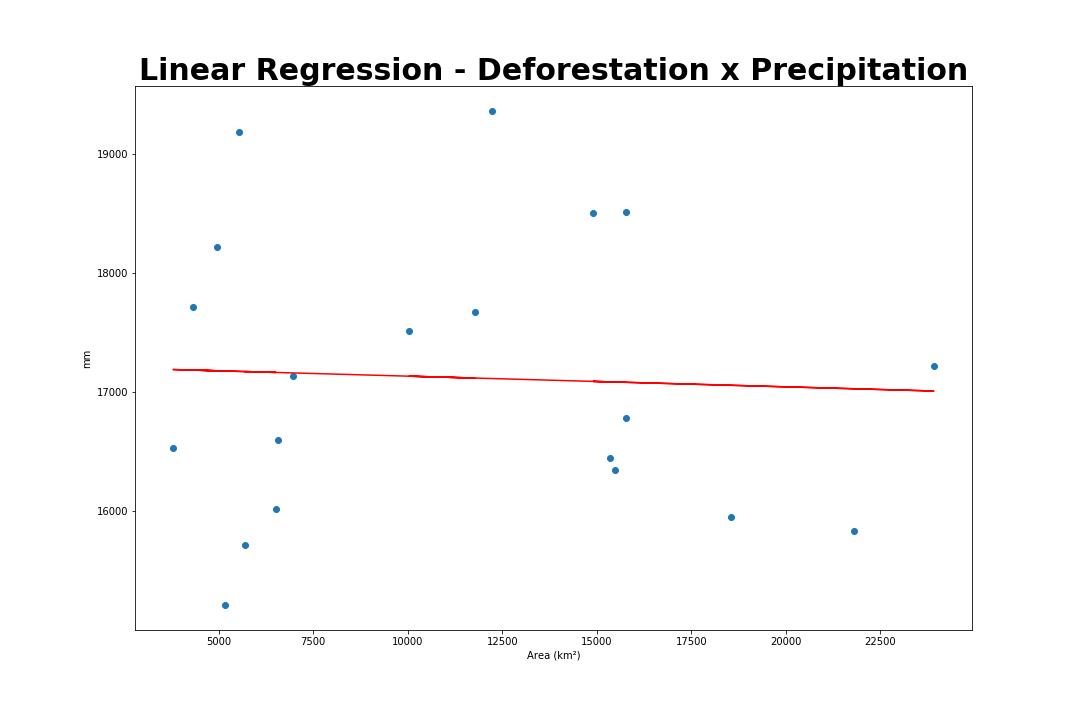 Linear Regression - Deforestation x Precipitation
19000
18000
17000
16000
mm
5000 7500 10000 12500 15000 17500 20000 22500
Area (km²)